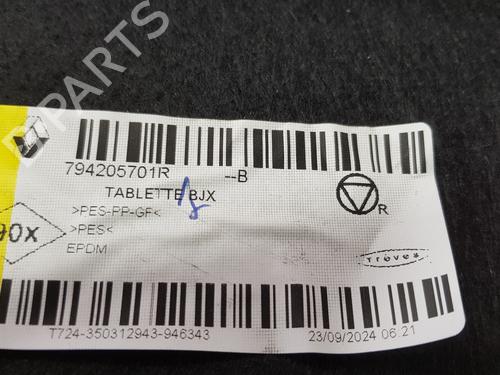 794205701R --B
TABLETTE BJX
>PES-PP-GF<
>PES<
EPDM
90X
R
Treves
T724-350312943-946343
23/09/2024 06:21
B-PARTS